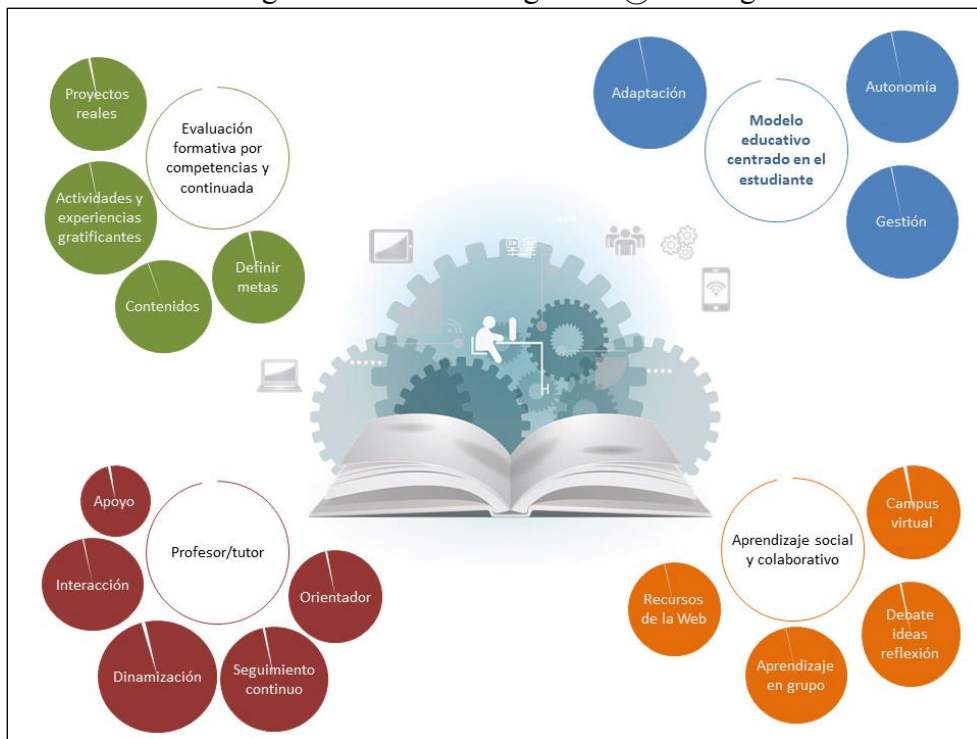 Proyectos
reales
Evaluación
formativa por
competencias y
continuada
Actividades y
experiencias
gratificantes
Contenidos
Definir
metas
Adaptación
Modelo
educativo
centrado en el
estudiante
Autonomía
Gestión
Apoyo
Interacción
Profesor/tutor
Dinamización
Seguimiento
continuo
Orientador
Campus
virtual
Aprendizaje social
y colaborativo
Recursos
de la Web
Aprendizaje
en grupo
Debate
ideas
reflexión